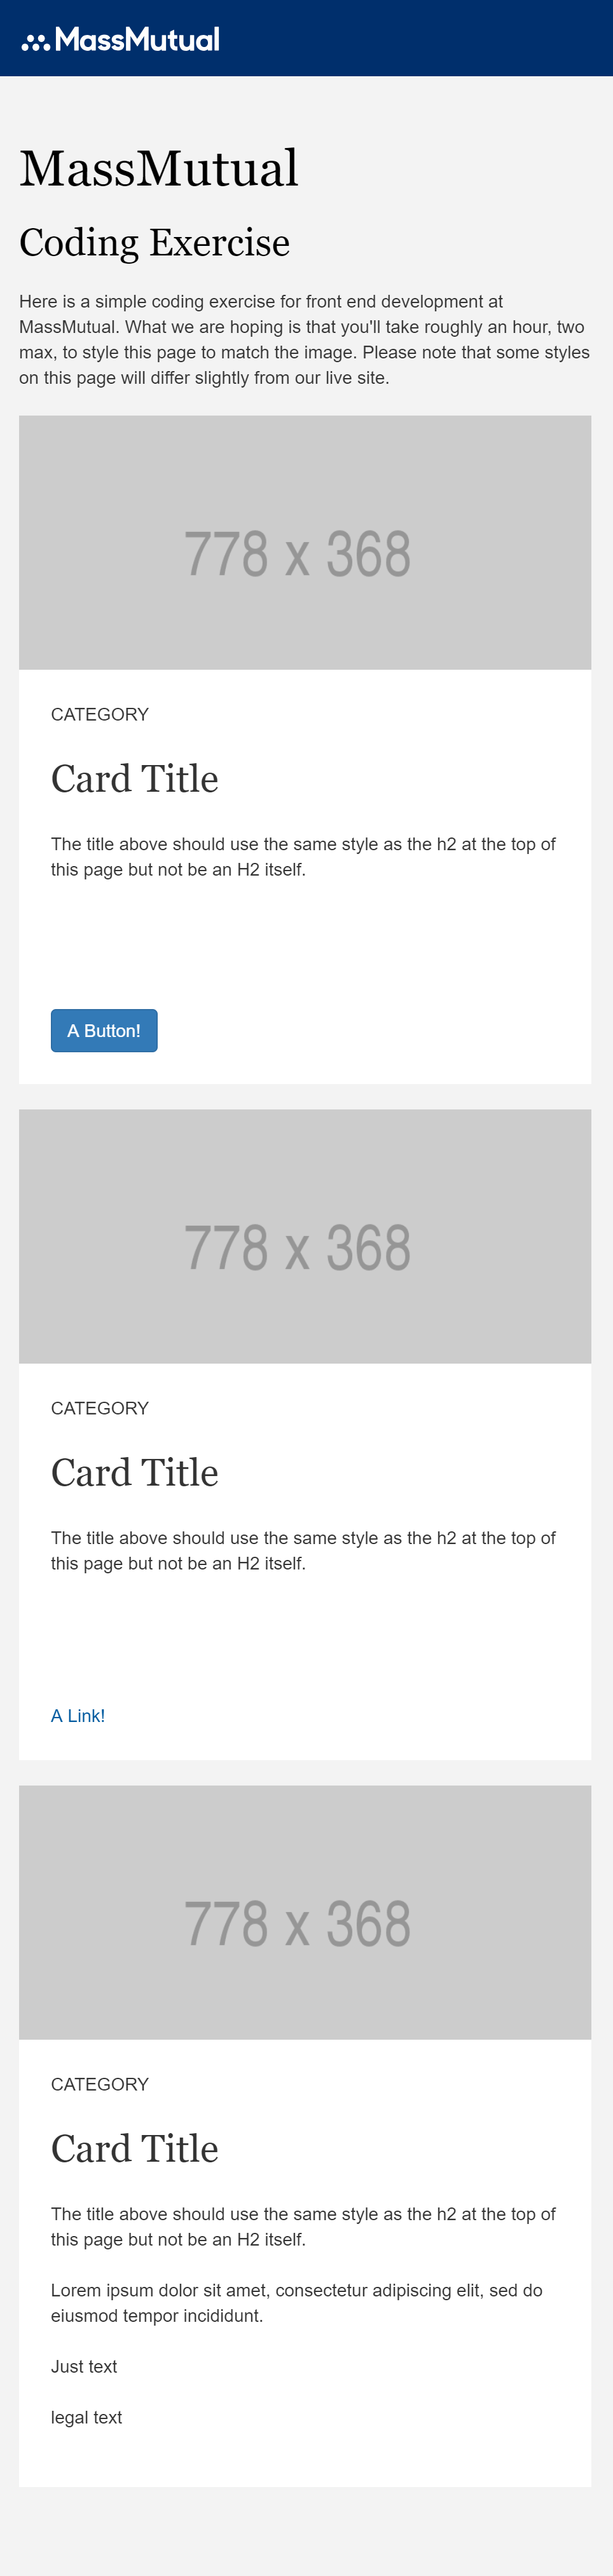 MassMutual
MassMutual
Coding Exercise
Here is a simple coding exercise for front end development at
MassMutual. What we are hoping is that you'll take roughly an hour, two
max, to style this page to match the image. Please note that some styles
on this page will differ slightly from our live site.
778 x 368
CATEGORY
Card Title
The title above should use the same style as the h2 at the top of
this page but not be an H2 itself.
A Button!
778 x 368
CATEGORY
Card Title
The title above should use the same style as the h2 at the top of
this page but not be an H2 itself.
A Link!
778 x 368
CATEGORY
Card Title
The title above should use the same style as the h2 at the top of
this page but not be an H2 itself.
Lorem ipsum dolor sit amet, consectetur adipiscing elit, sed do
eiusmod tempor incididunt.
Just text
legal text